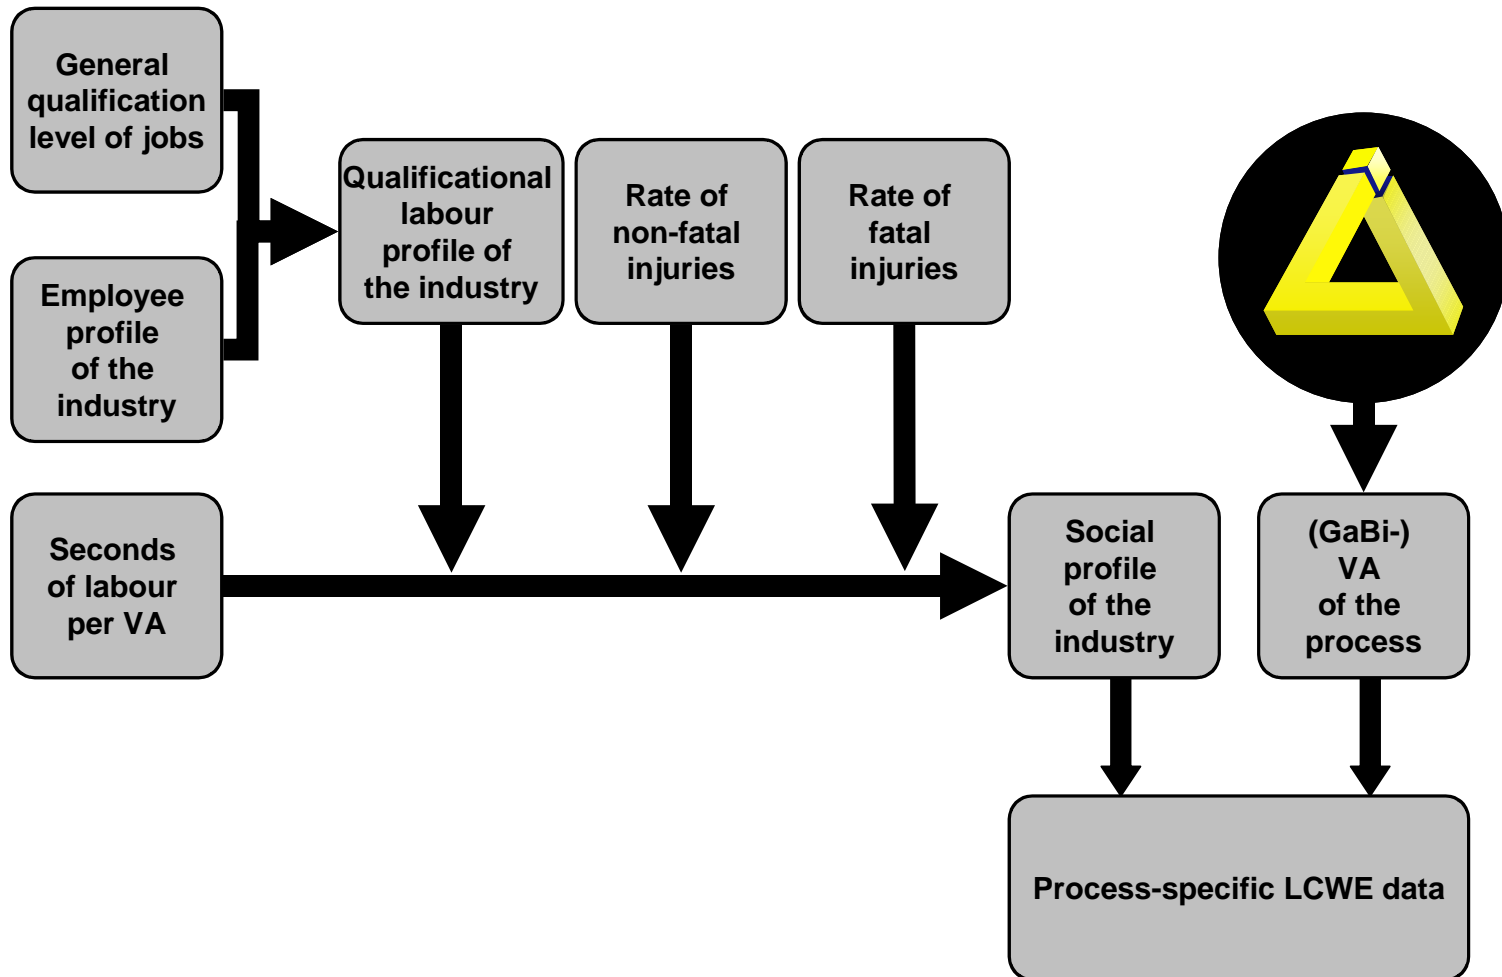 General
qualification
level of jobs
Qualificational
labour
profile of
the industry
Rate of
non-fatal
injuries
Rate of
fatal
injuries
Employee
profile
of the
industry
Seconds
of labour
per VA
Social
profile
of the
industry
(GaBi-)
VA
of the
process
Process-specific LCWE data